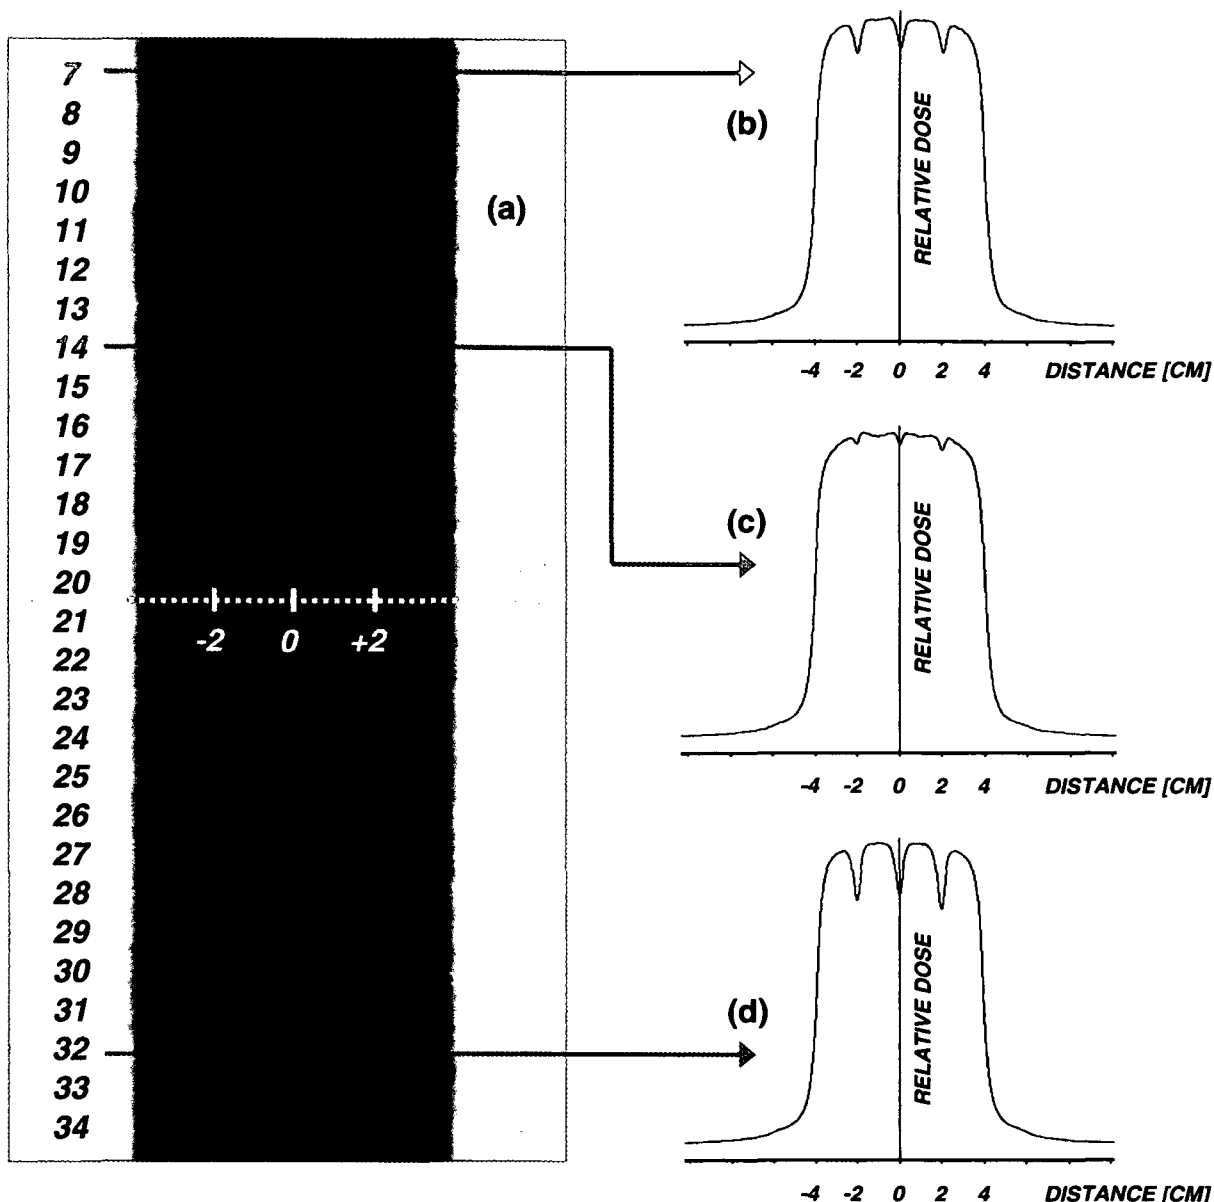 7
8
9
10
11
12
13
14
15
16
17
18
19
20
21
22
23
24
25
26
27
28
29
30
31
32
33
34
-2 0 +2
(a)
(b)
RELATIVE DOSE
-4 -2 0 2 4 DISTANCE [CM]
(c)
RELATIVE DOSE
-4 -2 0 2 4 DISTANCE [CM]
(d)
RELATIVE DOSE
-4 -2 0 2 4 DISTANCE [CM]